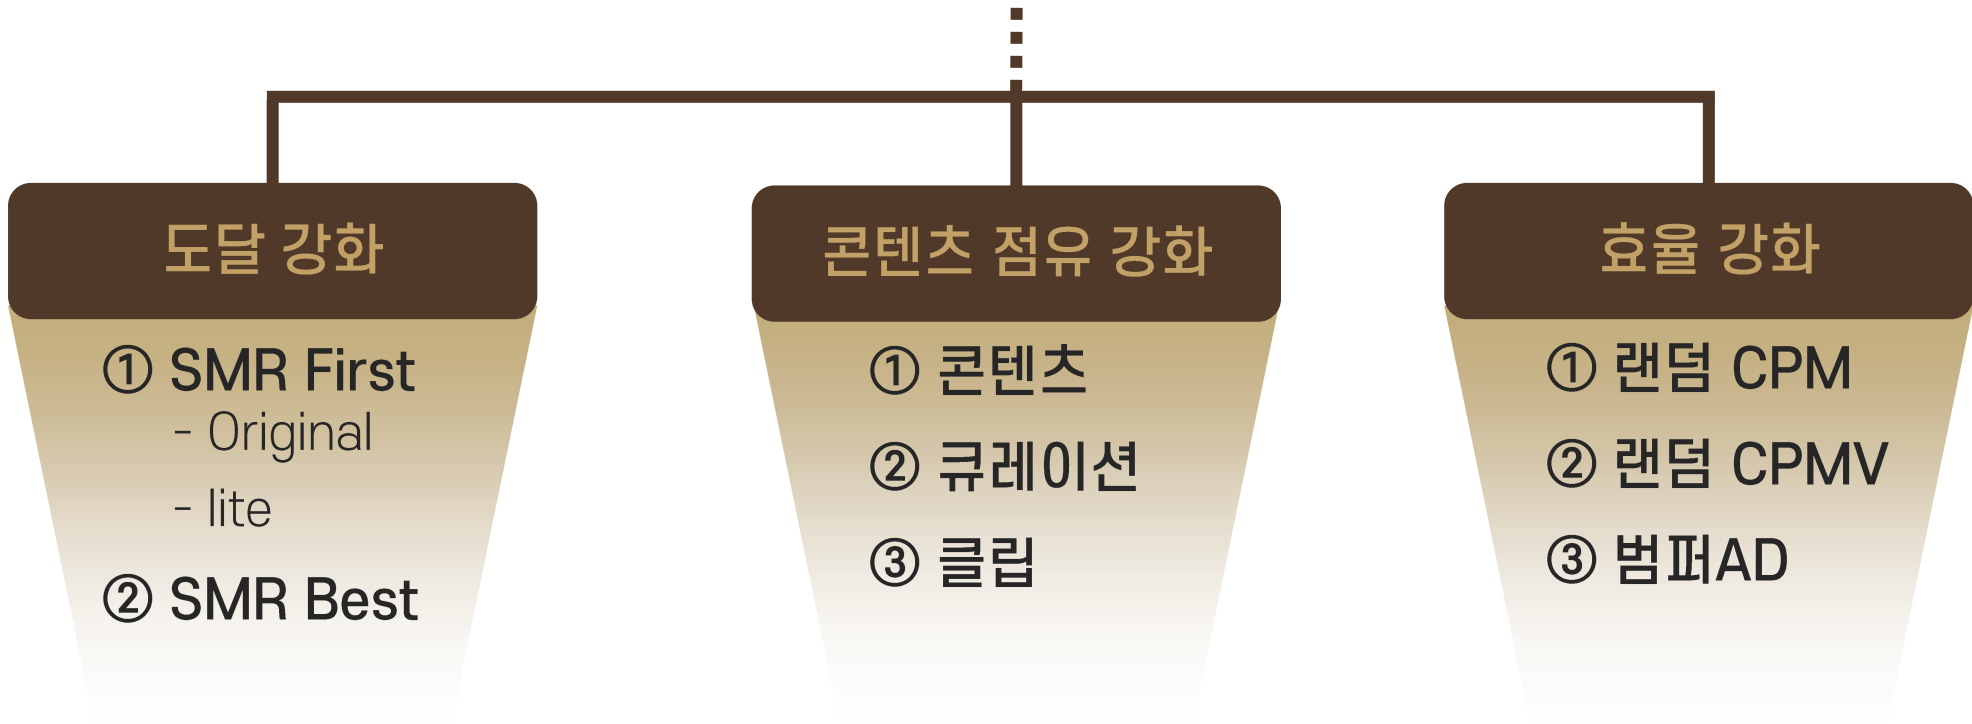 도달 강화
① SMR First
- Original
- lite
② SMR Best
콘텐츠 점유 강화
① 콘텐츠
② 큐레이션
③ 클립
효율 강화
① 랜덤 CPM
② 랜덤 CPMV
③ 범퍼AD